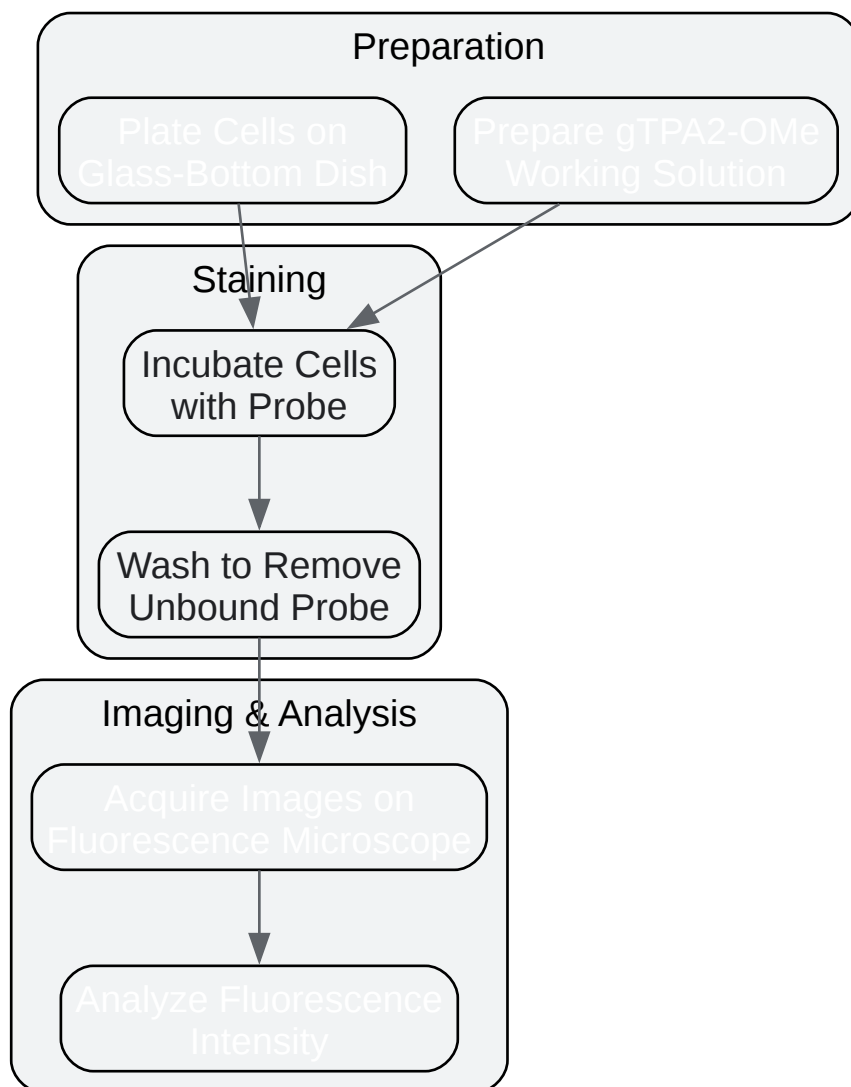 Preparation
Plate Cells on
Glass-Bottom Dish
Prepare gTPA2-OMe
Working Solution
Staining
Incubate Cells
with Probe
Wash to Remove
Unbound Probe
Imaging & Analysis
Acquire Images on
Fluorescence Microscope
Analyze Fluorescence
Intensity